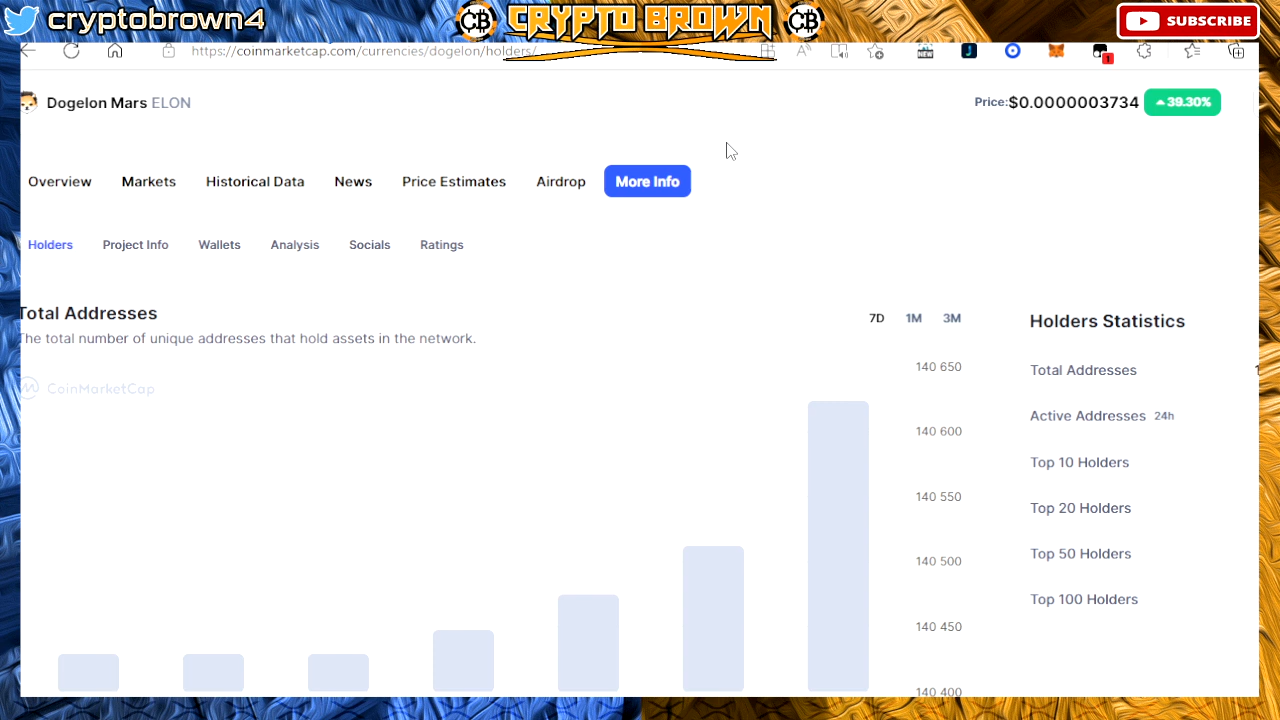 cryptobrown4
CRYPTO BROWN
SUBSCRIBE
https://coinmarketcap.com/currencies/dogelon/holders/
Dogelon Mars ELON
Price:$0.0000003734 39.30%
Overview Markets Historical Data News Price Estimates Airdrop More Info
Holders Project Info Wallets Analysis Socials Ratings
Total Addresses
The total number of unique addresses that hold assets in the network.
7D 1M 3M
CoinMarketCap
140 650
140 600
140 550
140 500
140 450
140 400
Holders Statistics
Total Addresses
Active Addresses 24h
Top 10 Holders
Top 20 Holders
Top 50 Holders
Top 100 Holders